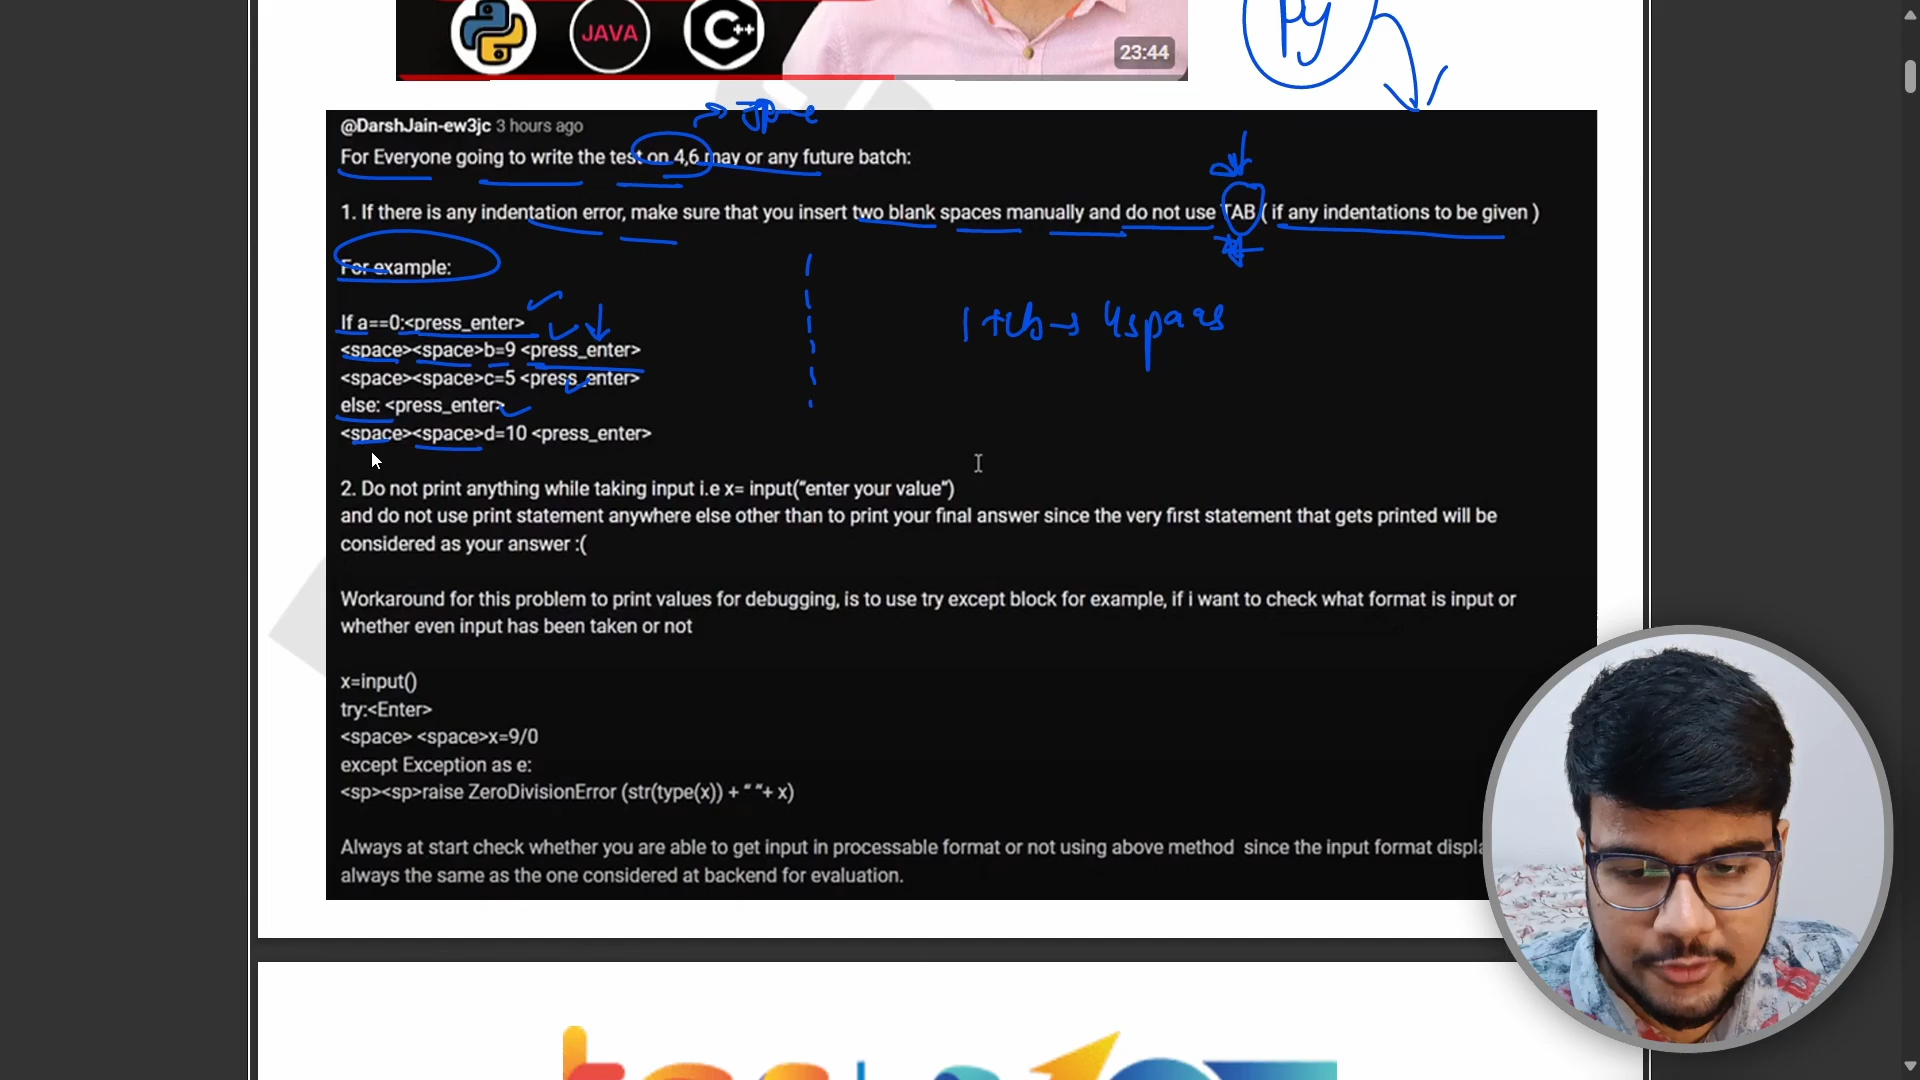 py
JAVA
C++
23:44
@DarshJain-ew3jc 3 hours ago
For Everyone going to write the test on 4,6 may or any future batch:
1. If there is any indentation error, make sure that you insert two blank spaces manually and do not use TAB ( if any indentations to be given )
For example:
If a==0:<press_enter>
<space><space>b=9 <press_enter>
<space><space>c=5 <press_enter>
else: <press_enter>
<space><space>d=10 <press_enter>
1 tab → 4 spaces
2. Do not print anything while taking input i.e x= input(“enter your value”)
and do not use print statement anywhere else other than to print your final answer since the very first statement that gets printed will be
considered as your answer :(
Workaround for this problem to print values for debugging, is to use try except block for example, if i want to check what format is input or
whether even input has been taken or not
x=input()
try:<Enter>
<space> <space>x=9/0
except Exception as e:
<sp><sp>raise ZeroDivisionError (str(type(x)) + “ “+ x)
Always at start check whether you are able to get input in processable format or not using above method since the input format
always the same as the one considered at backend for evaluation.